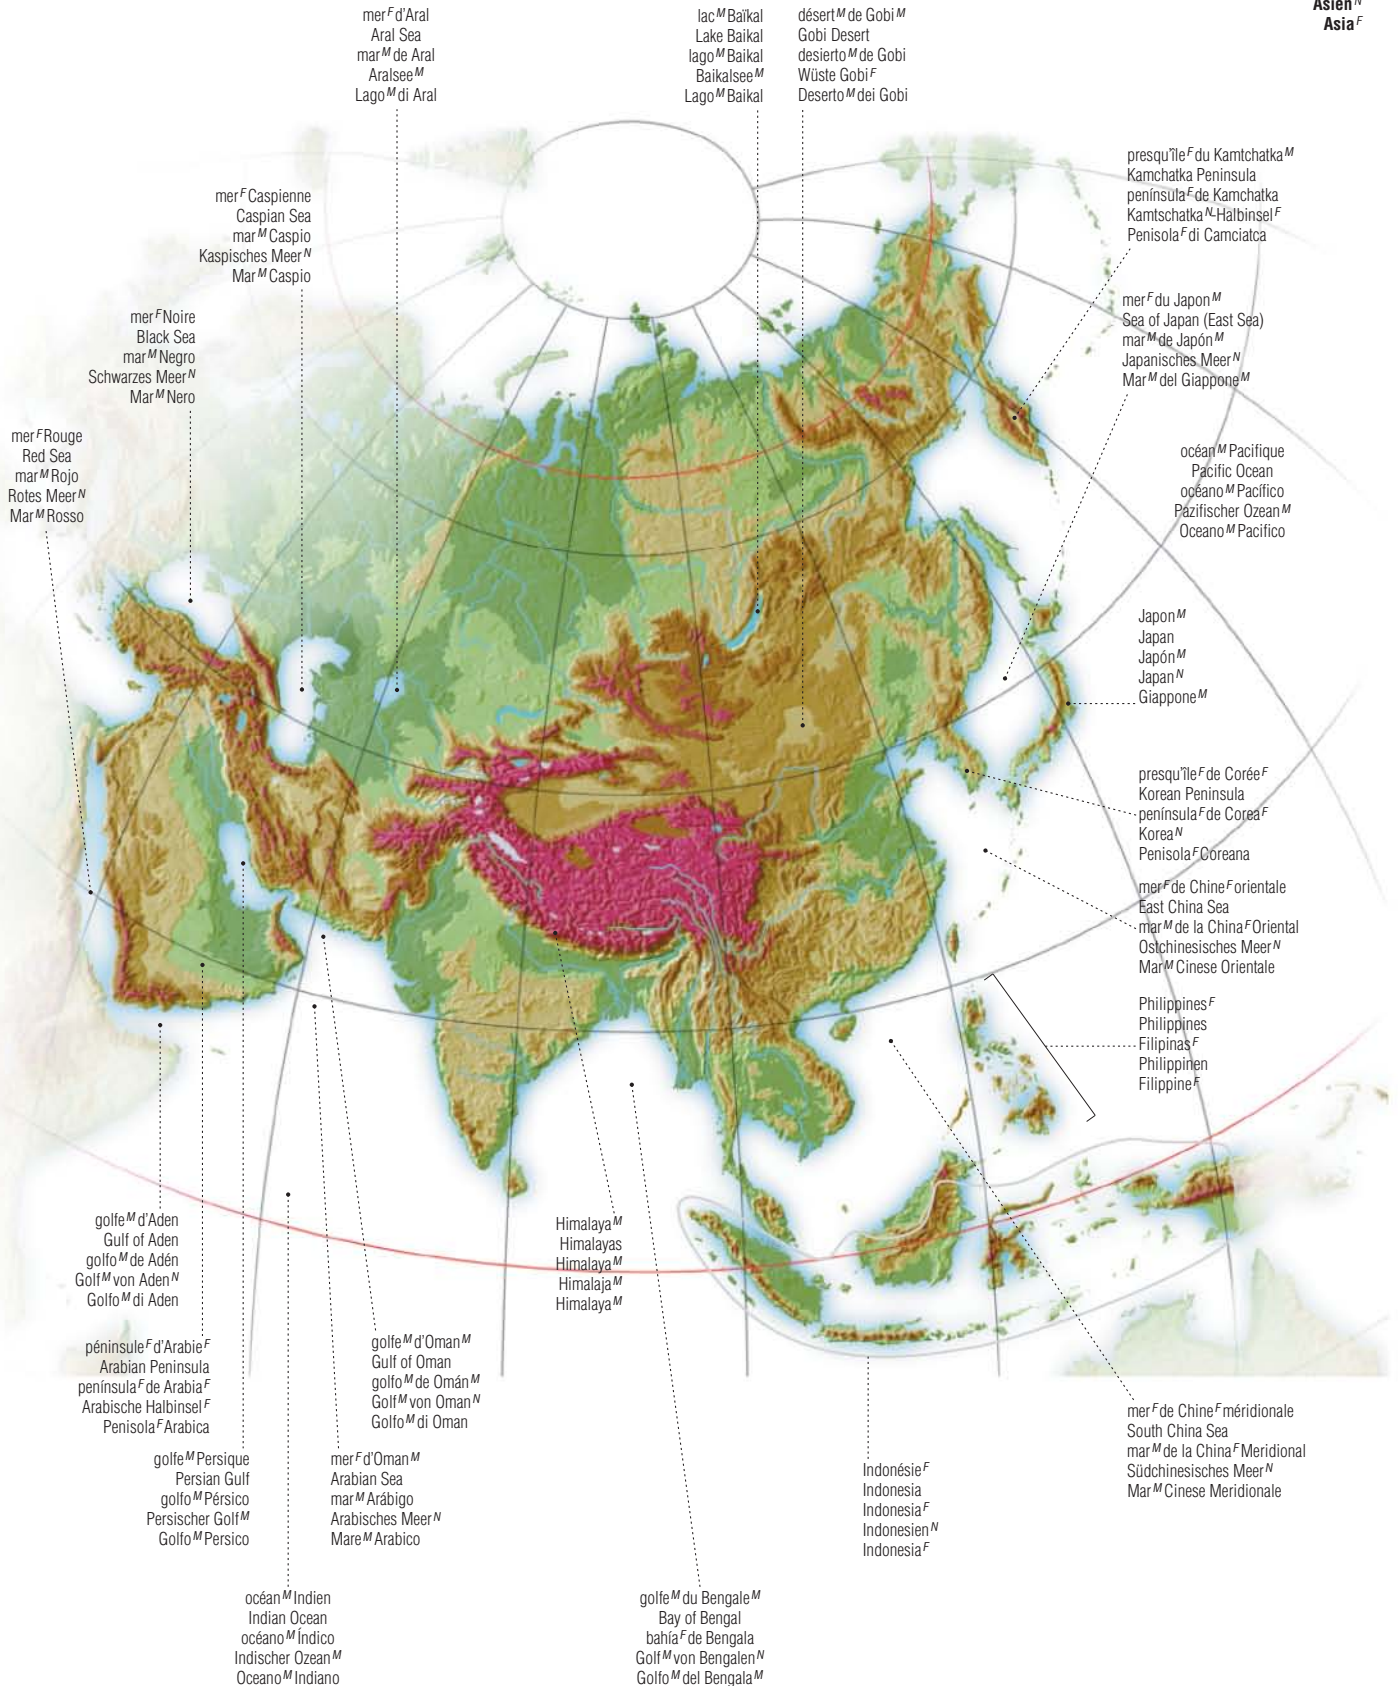 Asien N
Asia F
mer F d'Aral
Aral Sea
mar M de Aral
Aralsee M
Lago M di Aral
lac M Baïkal
Lake Baikal
lago M Baikal
Baikalsee M
Lago M Baikal
désert M de Gobi M
Gobi Desert
desierto M de Gobi
Wüste Gobi F
Deserto M dei Gobi
presqu'île F du Kamtchatka M
Kamchatka Peninsula
península F de Kamchatka
Kamtschatka N-Halbinsel F
Penisola F di Camciatca
mer F Caspienne
Caspian Sea
mar M Caspio
Kaspisches Meer N
Mar M Caspio
mer F du Japon M
Sea of Japan (East Sea)
mar M de Japón M
Japanisches Meer N
Mar M del Giappone M
mer F Noire
Black Sea
mar M Negro
Schwarzes Meer N
Mar M Nero
mer F Rouge
Red Sea
mar M Rojo
Rotes Meer N
Mar M Rosso
océan M Pacifique
Pacific Ocean
océano M Pacífico
Pazifischer Ozean M
Oceano M Pacifico
Japon M
Japan
Japón M
Japan N
Giappone M
presqu'île F de Corée F
Korean Peninsula
península F de Corea F
Korea N
Penisola F Coreana
mer F de Chine F orientale
East China Sea
mar M de la China F Oriental
Ostchinesisches Meer N
Mar M Cinese Orientale
Philippines F
Philippines
Filipinas F
Philippinen
Filippine F
golfe M d'Aden
Gulf of Aden
golfo M de Adén
Golf M von Aden N
Golfo M di Aden
Himalaya M
Himalayas
Himalaya M
Himalaja M
Himalaya M
péninsule F d'Arabie F
Arabian Peninsula
península F de Arabia F
Arabische Halbinsel F
Penisola F Arabica
golfe M d'Oman M
Gulf of Oman
golfo M de Omán M
Golf M von Oman N
Golfo M di Oman
mer F de Chine F méridionale
South China Sea
mar M de la China F Meridional
Südchinesisches Meer N
Mar M Cinese Meridionale
golfe M Persique
Persian Gulf
golfo M Pérsico
Persischer Golf M
Golfo M Persico
mer F d'Oman M
Arabian Sea
mar M Arábigo
Arabisches Meer N
Mare M Arabico
Indonésie F
Indonesia
Indonesia F
Indonesien N
Indonesia F
océan M Indien
Indian Ocean
océano M Índico
Indischer Ozean M
Oceano M Indiano
golfe M du Bengale M
Bay of Bengal
bahía F de Bengala
Golf M von Bengalen N
Golfo M del Bengala M